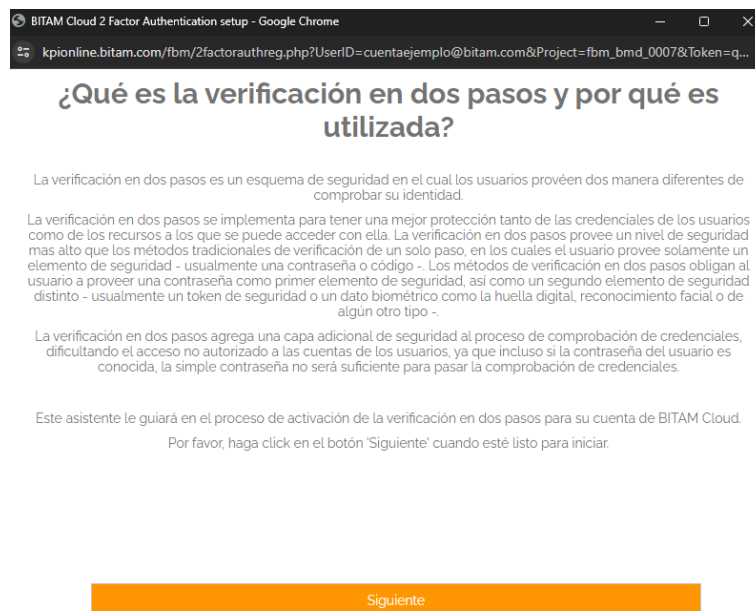 BITAM Cloud 2 Factor Authentication setup - Google Chrome
kpionline.bitam.com/fbm/2factorauthreg.php?UserID=cuentaejemplo@bitam.com&Project=fbm_bmd_0007&Token=q...
¿Qué es la verificación en dos pasos y por qué es
utilizada?
La verificación en dos pasos es un esquema de seguridad en el cual los usuarios provéen dos manera diferentes de
comprobar su identidad.
La verificación en dos pasos se implementa para tener una mejor protección tanto de las credenciales de los usuarios
como de los recursos a los que se puede acceder con ella. La verificación en dos pasos provee un nivel de seguridad
mas alto que los métodos tradicionales de verificación de un solo paso, en los cuales el usuario provee solamente un
elemento de seguridad - usualmente una contraseña o código -. Los métodos de verificación en dos pasos obligan al
usuario a proveer una contraseña como primer elemento de seguridad, así como un segundo elemento de seguridad
distinto - usualmente un token de seguridad o un dato biométrico como la huella digital, reconocimiento facial o de
algún otro tipo -.
La verificación en dos pasos agrega una capa adicional de seguridad al proceso de comprobación de credenciales,
dificultando el acceso no autorizado a las cuentas de los usuarios, ya que incluso si la contraseña del usuario es
conocida, la simple contraseña no será suficiente para pasar la comprobación de credenciales.
Este asistente le guiará en el proceso de activación de la verificación en dos pasos para su cuenta de BITAM Cloud.
Por favor, haga click en el botón 'Siguiente' cuando esté listo para iniciar.
Siguiente